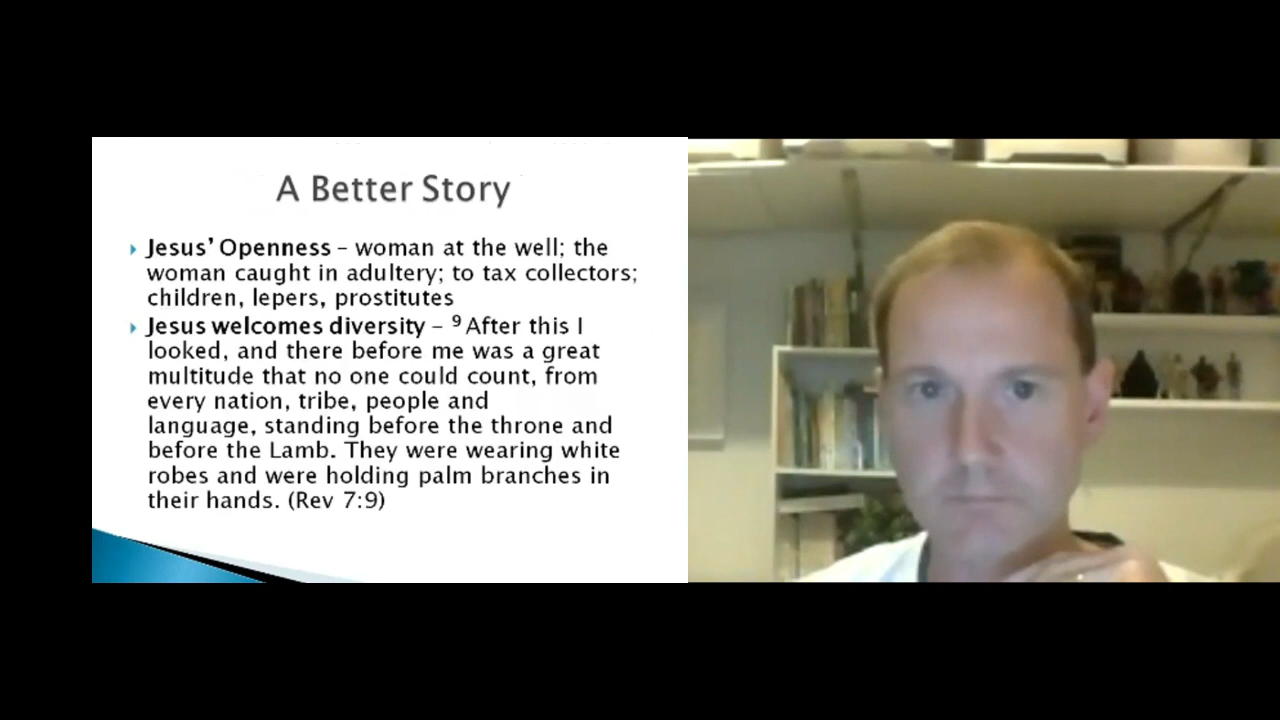 A Better Story
Jesus’ Openness – woman at the well; the
woman caught in adultery; to tax collectors;
children, lepers, prostitutes
Jesus welcomes diversity – ⁹After this I
looked, and there before me was a great
multitude that no one could count, from
every nation, tribe, people and
language, standing before the throne and
before the Lamb. They were wearing white
robes and were holding palm branches in
their hands. (Rev 7:9)